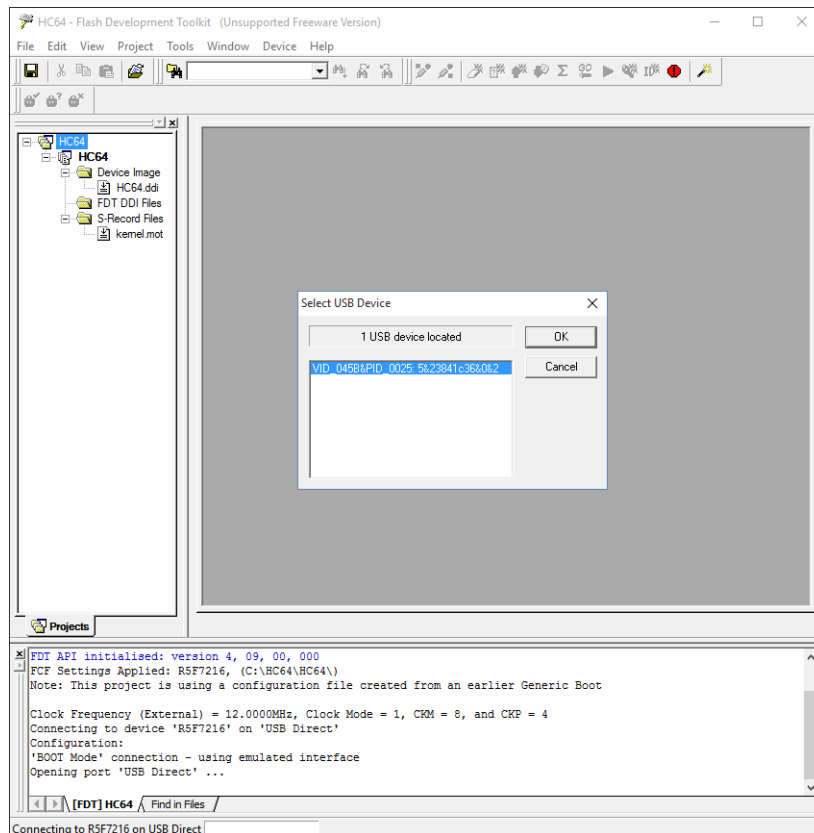 HC64 - Flash Development Toolkit (Unsupported Freeware Version)
File Edit View Project Tools Window Device Help
HC64
HC64
Device Image
HC64.ddi
FDT DDI Files
S-Record Files
kernel.mot
Select USB Device
1 USB device located
OK
VID_045B&PID_0025: 5&23841c36&0&2
Cancel
Projects
FDT API initialised: version 4, 09, 00, 000
FCF Settings Applied: R5F7216, (C:\HC64\HC64\)
Note: This project is using a configuration file created from an earlier Generic Boot
Clock Frequency (External) = 12.0000MHz, Clock Mode = 1, CKM = 8, and CKP = 4
Connecting to device 'R5F7216' on 'USB Direct'
Configuration:
'BOOT Mode' connection - using emulated interface
Opening port 'USB Direct' ...
[FDT] HC64 Find in Files
Connecting to R5F7216 on USB Direct